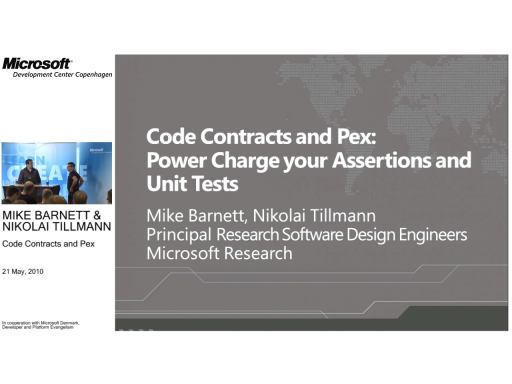 Microsoft
Development Center Copenhagen
MIKE BARNETT &
NIKOLAI TILLMANN
Code Contracts and Pex
21 May, 2010
In cooperation with Microsoft Denmark,
Developer and Platform Evangelism
Code Contracts and Pex:
Power Charge your Assertions and
Unit Tests
Mike Barnett, Nikolai Tillmann
Principal Research Software Design Engineers
Microsoft Research